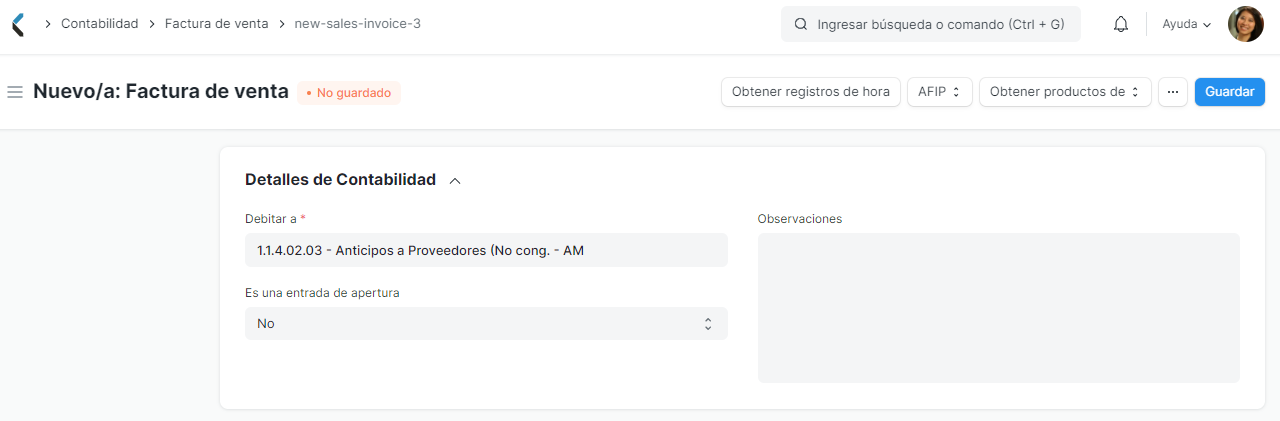 Contabilidad Factura de venta new-sales-invoice-3
Ingresar búsqueda o comando (Ctrl + G)
Ayuda
Nuevo/a: Factura de venta
No guardado
Obtener registros de hora
AFIP
Obtener productos de
...
Guardar
Detalles de Contabilidad
Debitar a *
1.1.4.02.03 - Anticipos a Proveedores (No cong. - AM
Es una entrada de apertura
No
Observaciones